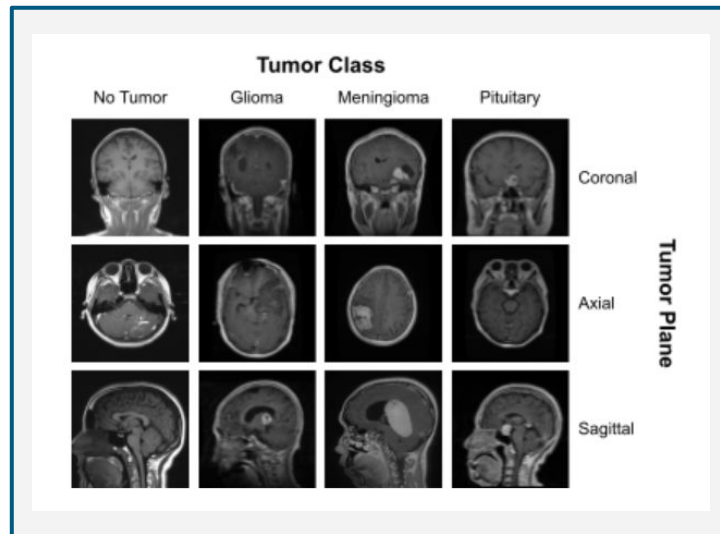 Tumor Class
No Tumor Glioma Meningioma Pituitary
Coronal
Axial
Sagittal
Tumor Plane